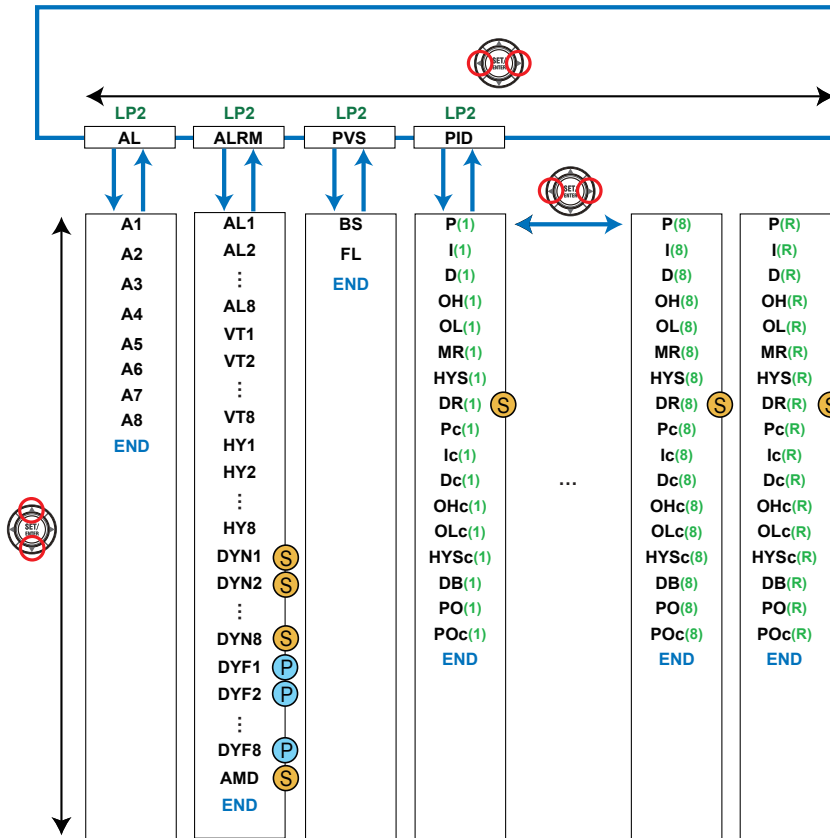 SET/
ENTER
LP2 LP2 LP2 LP2
AL ALRM PVS PID
SET/
ENTER
A1
A2
A3
A4
A5
A6
A7
A8
END
AL1
AL2
⋮
AL8
VT1
VT2
⋮
VT8
HY1
HY2
⋮
HY8
DYN1 S
DYN2 S
⋮
DYN8 S
DYF1 P
DYF2 P
⋮
DYF8 P
AMD S
END
BS
FL
END
P(1)
I(1)
D(1)
OH(1)
OL(1)
MR(1)
HYS(1)
DR(1) S
Pc(1)
Ic(1)
Dc(1)
OHc(1)
OLc(1)
HYSc(1)
DB(1)
PO(1)
POc(1)
END
...
P(8)
I(8)
D(8)
OH(8)
OL(8)
MR(8)
HYS(8)
DR(8) S
Pc(8)
Ic(8)
Dc(8)
OHc(8)
OLc(8)
HYSc(8)
DB(8)
PO(8)
POc(8)
END
P(R)
I(R)
D(R)
OH(R)
OL(R)
MR(R)
HYS(R)
DR(R) S
Pc(R)
Ic(R)
Dc(R)
OHc(R)
OLc(R)
HYSc(R)
DB(R)
PO(R)
POc(R)
END
SET/
ENTER